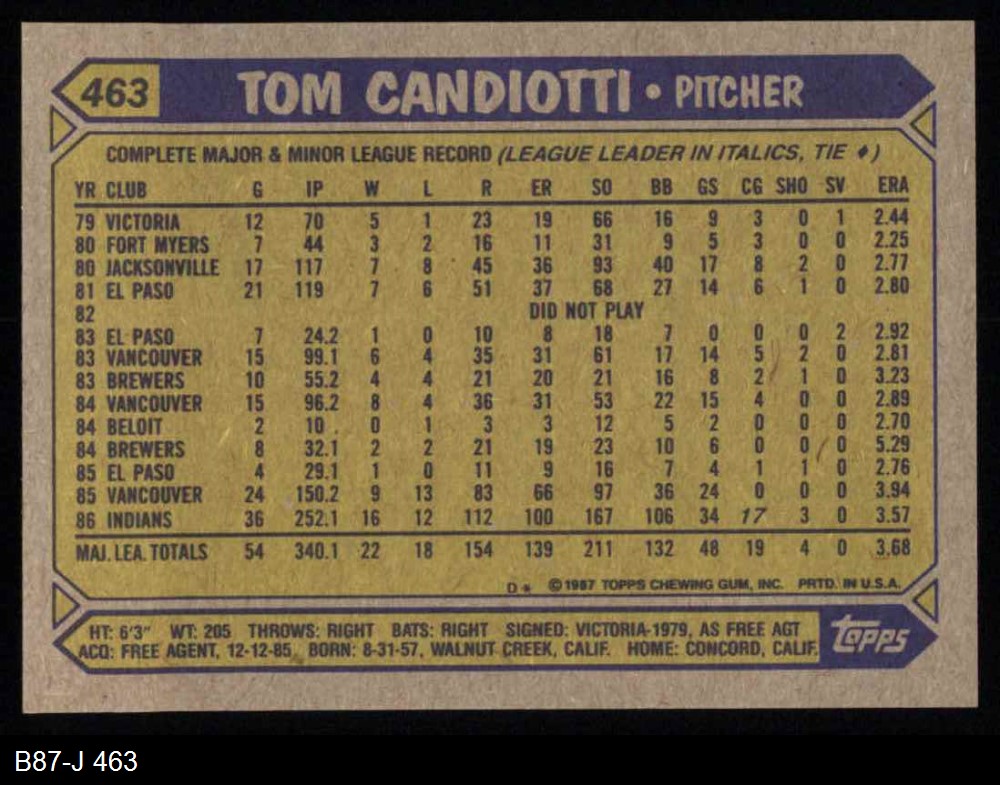 463 TOM CANDIOTTI • PITCHER
COMPLETE MAJOR & MINOR LEAGUE RECORD (LEAGUE LEADER IN ITALICS, TIE ♦)
YR CLUB G IP W L R ER SO BB GS CG SHO SV ERA
79 VICTORIA 12 70 5 1 23 19 66 16 9 3 0 1 2.44
80 FORT MYERS 7 44 3 2 16 11 31 9 5 3 0 0 2.25
80 JACKSONVILLE 17 117 7 8 45 36 93 40 17 8 2 0 2.77
81 EL PASO 21 119 7 6 51 37 68 27 14 6 1 0 2.80
82 DID NOT PLAY
83 EL PASO 7 24.2 1 0 10 8 18 7 0 0 0 2 2.92
83 VANCOUVER 15 99.1 6 4 35 31 61 17 14 5 2 0 2.81
83 BREWERS 10 55.2 4 4 21 20 21 16 8 2 1 0 3.23
84 VANCOUVER 15 96.2 8 4 36 31 53 22 15 4 0 0 2.89
84 BELOIT 2 10 0 1 3 3 12 5 2 0 0 0 2.70
84 BREWERS 8 32.1 2 2 21 19 23 10 6 0 0 0 5.29
85 EL PASO 4 29.1 1 0 11 9 16 7 4 1 1 0 2.76
85 VANCOUVER 24 150.2 9 13 83 66 97 36 24 0 0 0 3.94
86 INDIANS 36 252.1 16 12 112 100 167 106 34 17 3 0 3.57
MAJ. LEA. TOTALS 54 340.1 22 18 154 139 211 132 48 19 4 0 3.68
D* ©1987 TOPPS CHEWING GUM, INC. PRTD. IN U.S.A.
HT: 6'3" WT: 205 THROWS: RIGHT BATS: RIGHT SIGNED: VICTORIA-1979, AS FREE AGT
ACQ: FREE AGENT, 12-12-85 BORN: 8-31-57, WALNUT CREEK, CALIF. HOME: CONCORD, CALIF.
topps
B87-J 463